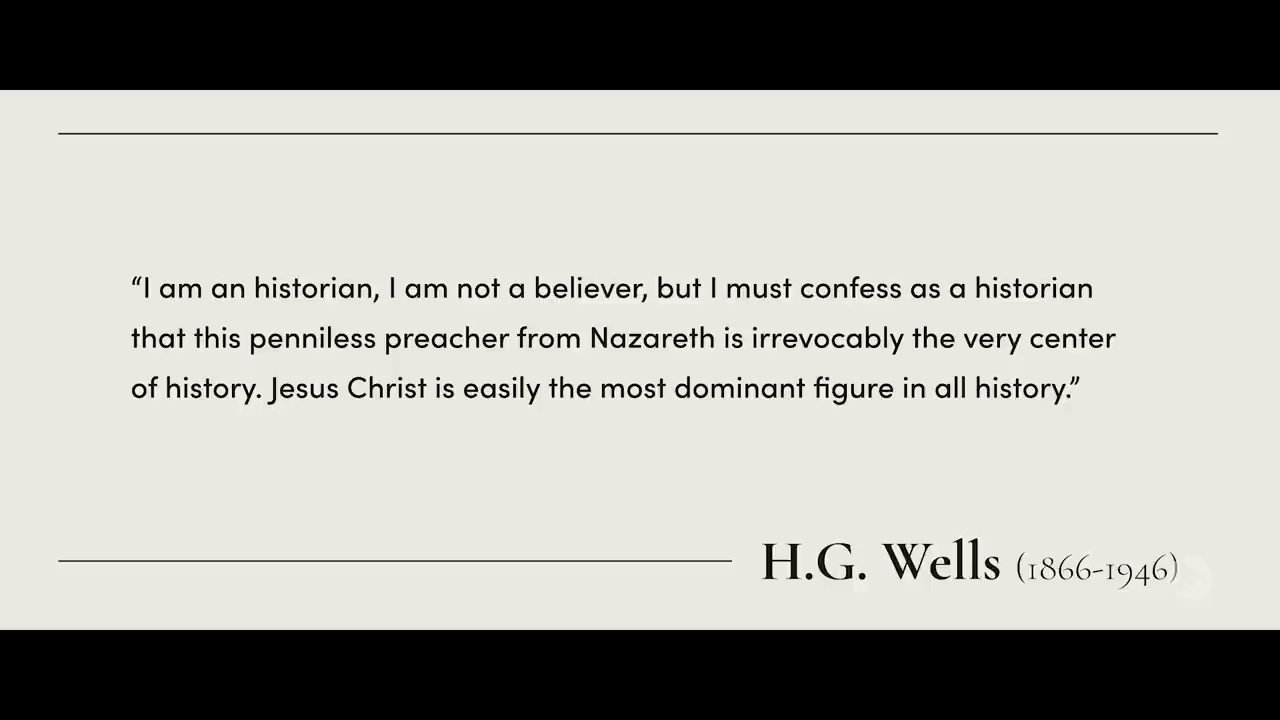 “I am an historian, I am not a believer, but I must confess as a historian
that this penniless preacher from Nazareth is irrevocably the very center
of history. Jesus Christ is easily the most dominant figure in all history.”
H.G. Wells (1866-1946)